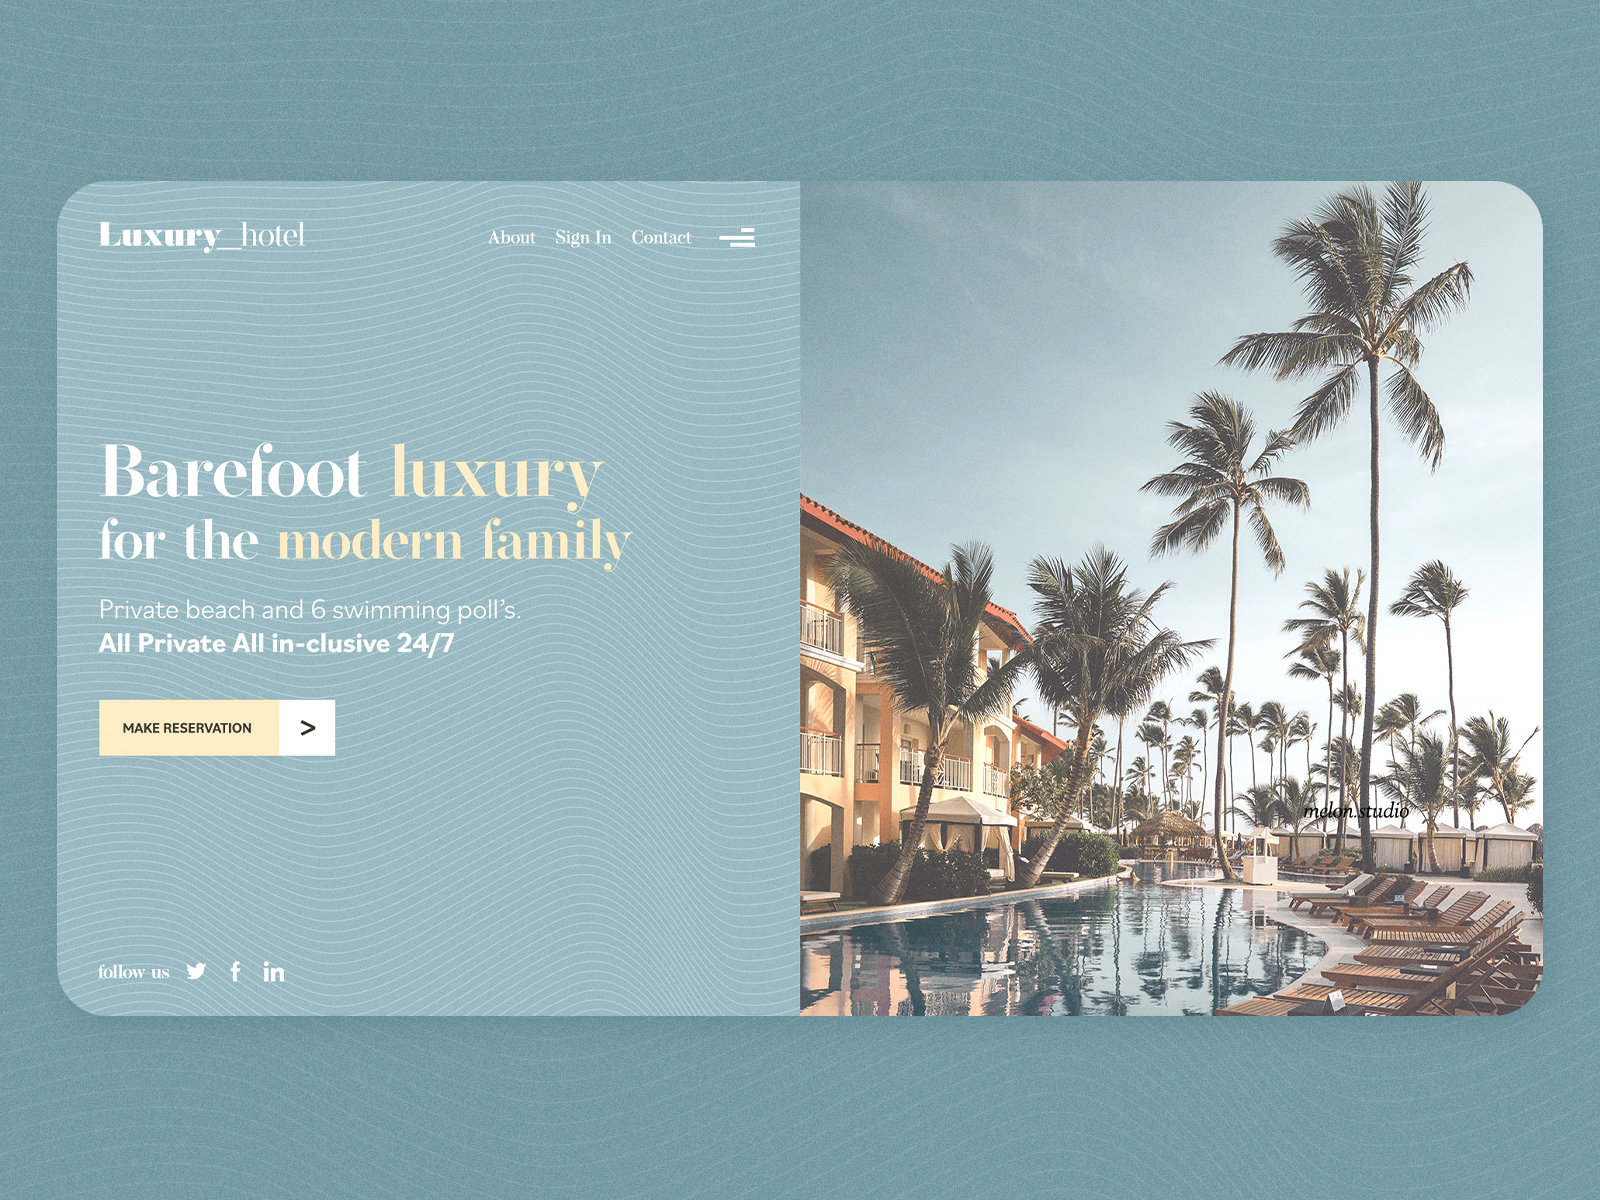 Luxury_hotel
About Sign In Contact
Barefoot luxury
for the modern family
Private beach and 6 swimming poll's.
All Private All in-clusive 24/7
MAKE RESERVATION >
melon.studio
follow us